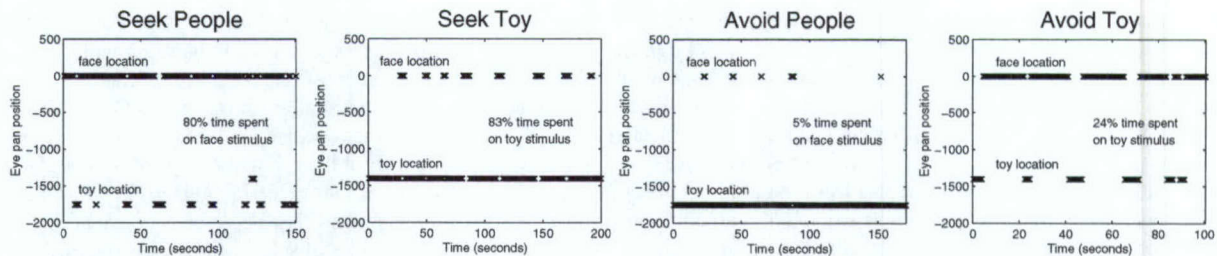 Seek People
Seek Toy
Avoid People
Avoid Toy
500
0
−500
−1000
−1500
−2000
Eye pan position
face location
80% time spent
on face stimulus
toy location
0
50
100
150
Time (seconds)
500
0
−500
−1000
−1500
−2000
Eye pan position
face location
83% time spent
on toy stimulus
toy location
0
50
100
150
200
Time (seconds)
500
0
−500
−1000
−1500
−2000
Eye pan position
face location
5% time spent
on face stimulus
toy location
0
50
100
150
Time (seconds)
500
0
−500
−1000
−1500
−2000
Eye pan position
face location
24% time spent
on toy stimulus
toy location
0
20
40
60
80
100
Time (seconds)